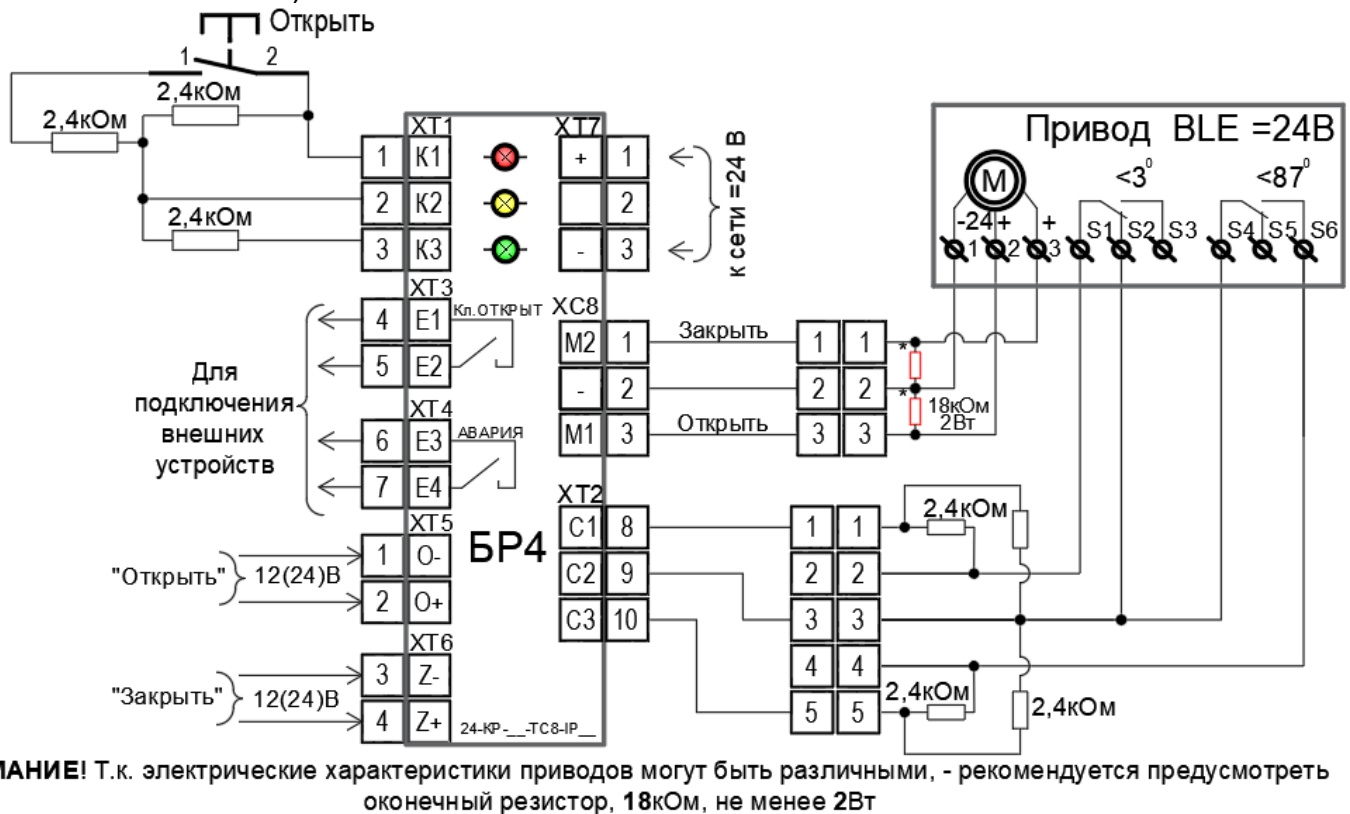 Открыть
1 2
2,4кОм
2,4кОм
2,4кОм
XT1
1 К1
2 К2
3 К3
XT7
+ 1
2
- 3
к сети =24 В
Привод BLE =24В
M
<3⁰
<87⁰
-24+ +
1 2 3 S1 S2 S3 S4 S5 S6
XT3
4 E1
5 E2
Кл.ОТКРЫТ
XT4
6 E3
7 E4
АВАРИЯ
Для
подключения
внешних
устройств
XC8
M2 1
- 2
M1 3
Закрыть
Открыть
1 1
2 2
3 3
*
*
18кОм
2Вт
XT5
1 O-
2 O+
"Открыть" 12(24)В
XT6
3 Z-
4 Z+
"Закрыть" 12(24)В
БР4
24-КР-__-ТС8-IP__
XT2
C1 8
C2 9
C3 10
1 1
2 2
3 3
4 4
5 5
2,4кОм
2,4кОм
2,4кОм
МАНИЕ! Т.к. электрические характеристики приводов могут быть различными, - рекомендуется предусмотреть
оконечный резистор, 18кОм, не менее 2Вт